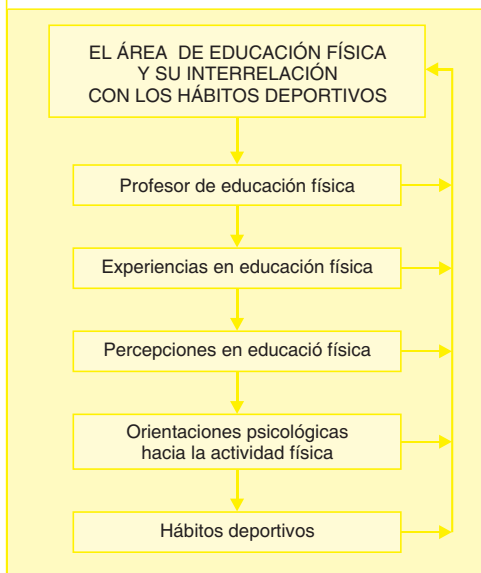 EL ÁREA DE EDUCACIÓN FÍSICA
Y SU INTERRELACIÓN
CON LOS HÁBITOS DEPORTIVOS
Profesor de educación física
Experiencias en educación física
Percepciones en educació física
Orientaciones psicológicas
hacia la actividad física
Hábitos deportivos